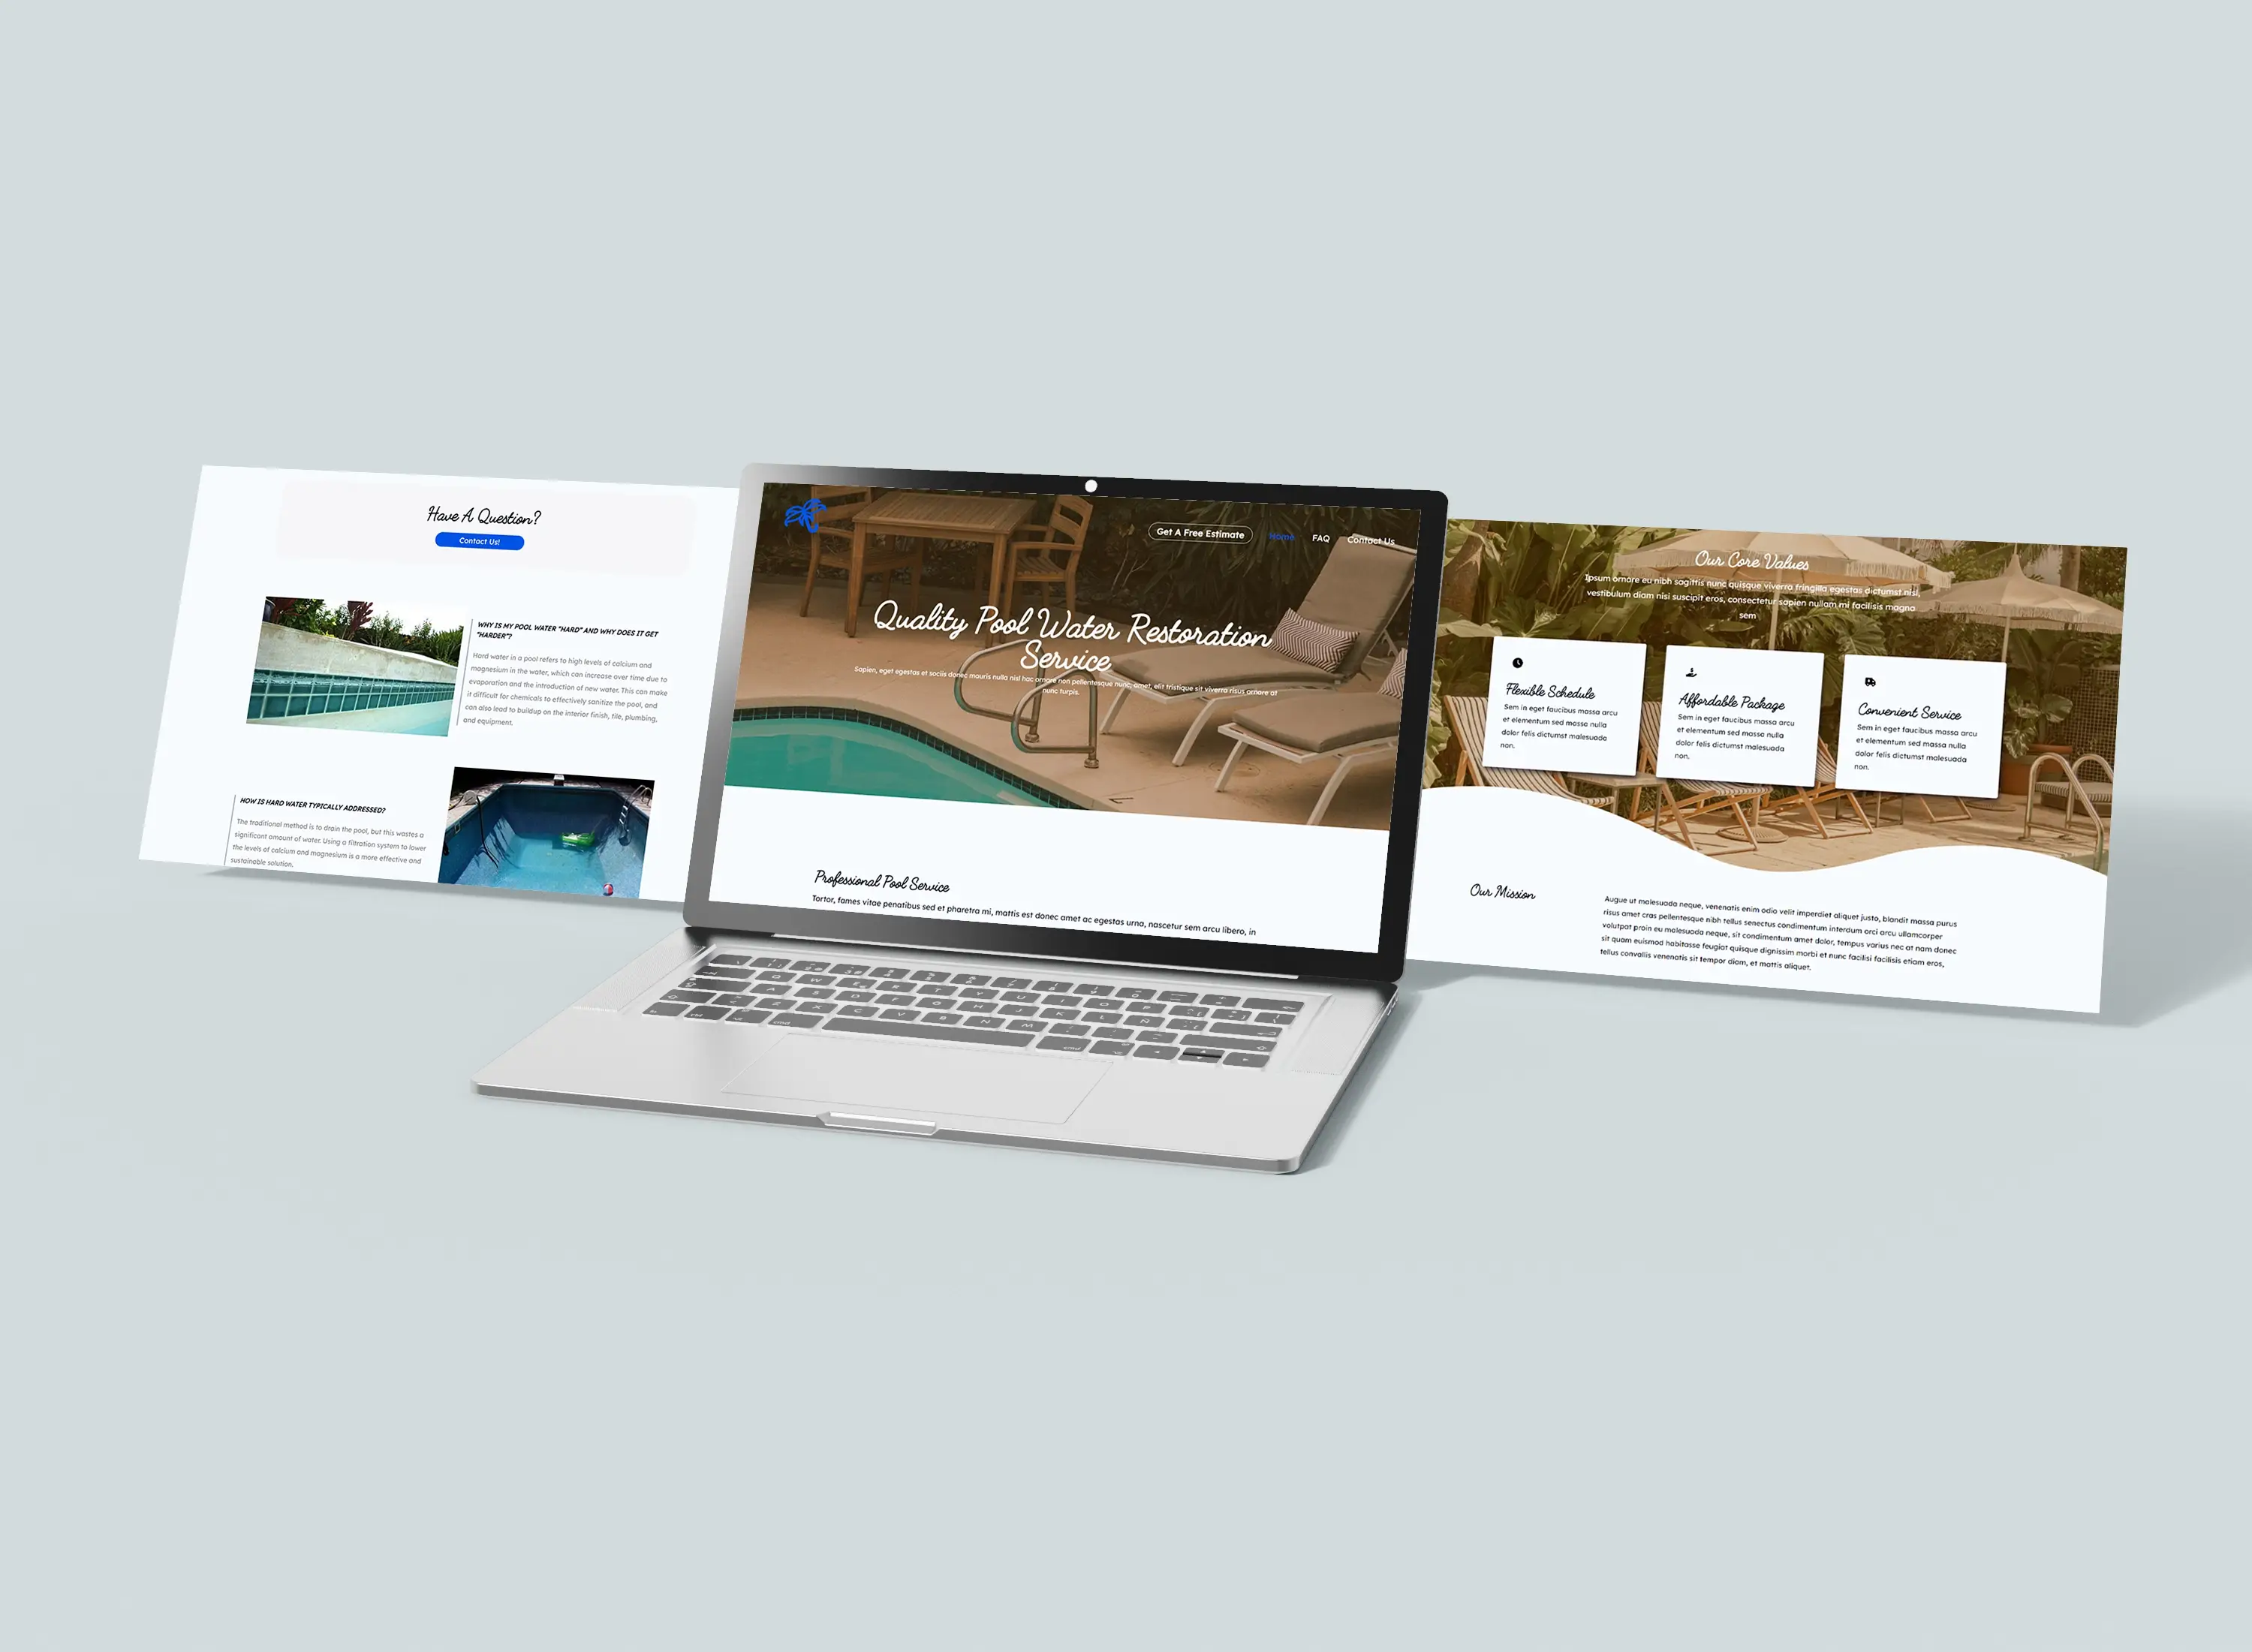 Have A Question?
Contact Us!
WHY IS MY POOL WATER "HARD" AND WHY DOES IT GET
"HARDER"?
Hard water in a pool refers to high levels of calcium and
magnesium in the water, which can increase over time due to
evaporation and the introduction of new water. This can make
it difficult for chemicals to effectively sanitize the pool, and
can also lead to buildup on the interior finish, tile, plumbing,
and equipment.
HOW IS HARD WATER TYPICALLY ADDRESSED?
The traditional method is to drain the pool, but this wastes a
significant amount of water. Using a filtration system to lower
the levels of calcium and magnesium is a more effective and
sustainable solution.
Get A Free Estimate
Home
FAQ
Contact Us
Quality Pool Water Restoration
Service
Sapien, eget egestas et sociis donec mauris nulla nisl hac ornare non pellentesque nunc, amet, elit tristique sit viverra risus ornare at
nunc turpis.
Professional Pool Service
Tortor, fames vitae penatibus sed et pharetra mi, mattis est donec amet ac egestas urna, nascetur sem arcu libero, in
Our Core Values
Ipsum ornare eu nibh sagittis nunc quisque viverra fringilla egestas dictumst nisl,
vestibulum diam nisi suscipit eros, consectetur sapien nullam mi facilisis magna
sem
Flexible Schedule
Sem in eget faucibus massa arcu
et elementum sed massa nulla
dolor felis dictumst malesuada
non.
Affordable Package
Sem in eget faucibus massa arcu
et elementum sed massa nulla
dolor felis dictumst malesuada
non.
Convenient Service
Sem in eget faucibus massa arcu
et elementum sed massa nulla
dolor felis dictumst malesuada
non.
Our Mission
Augue ut malesuada neque, venenatis enim odio velit imperdiet aliquet justo, blandit massa purus
risus amet cras pellentesque nibh tellus senectus condimentum interdum orci arcu ullamcorper
volutpat proin eu malesuada neque, sit condimentum amet dolor, tempus varius nec at nam donec
sit quam euismod habitasse feugiat quisque dignissim morbi et nunc facilisi facilisis etiam eros,
tellus convallis venenatis sit tempor diam, et mattis aliquet.